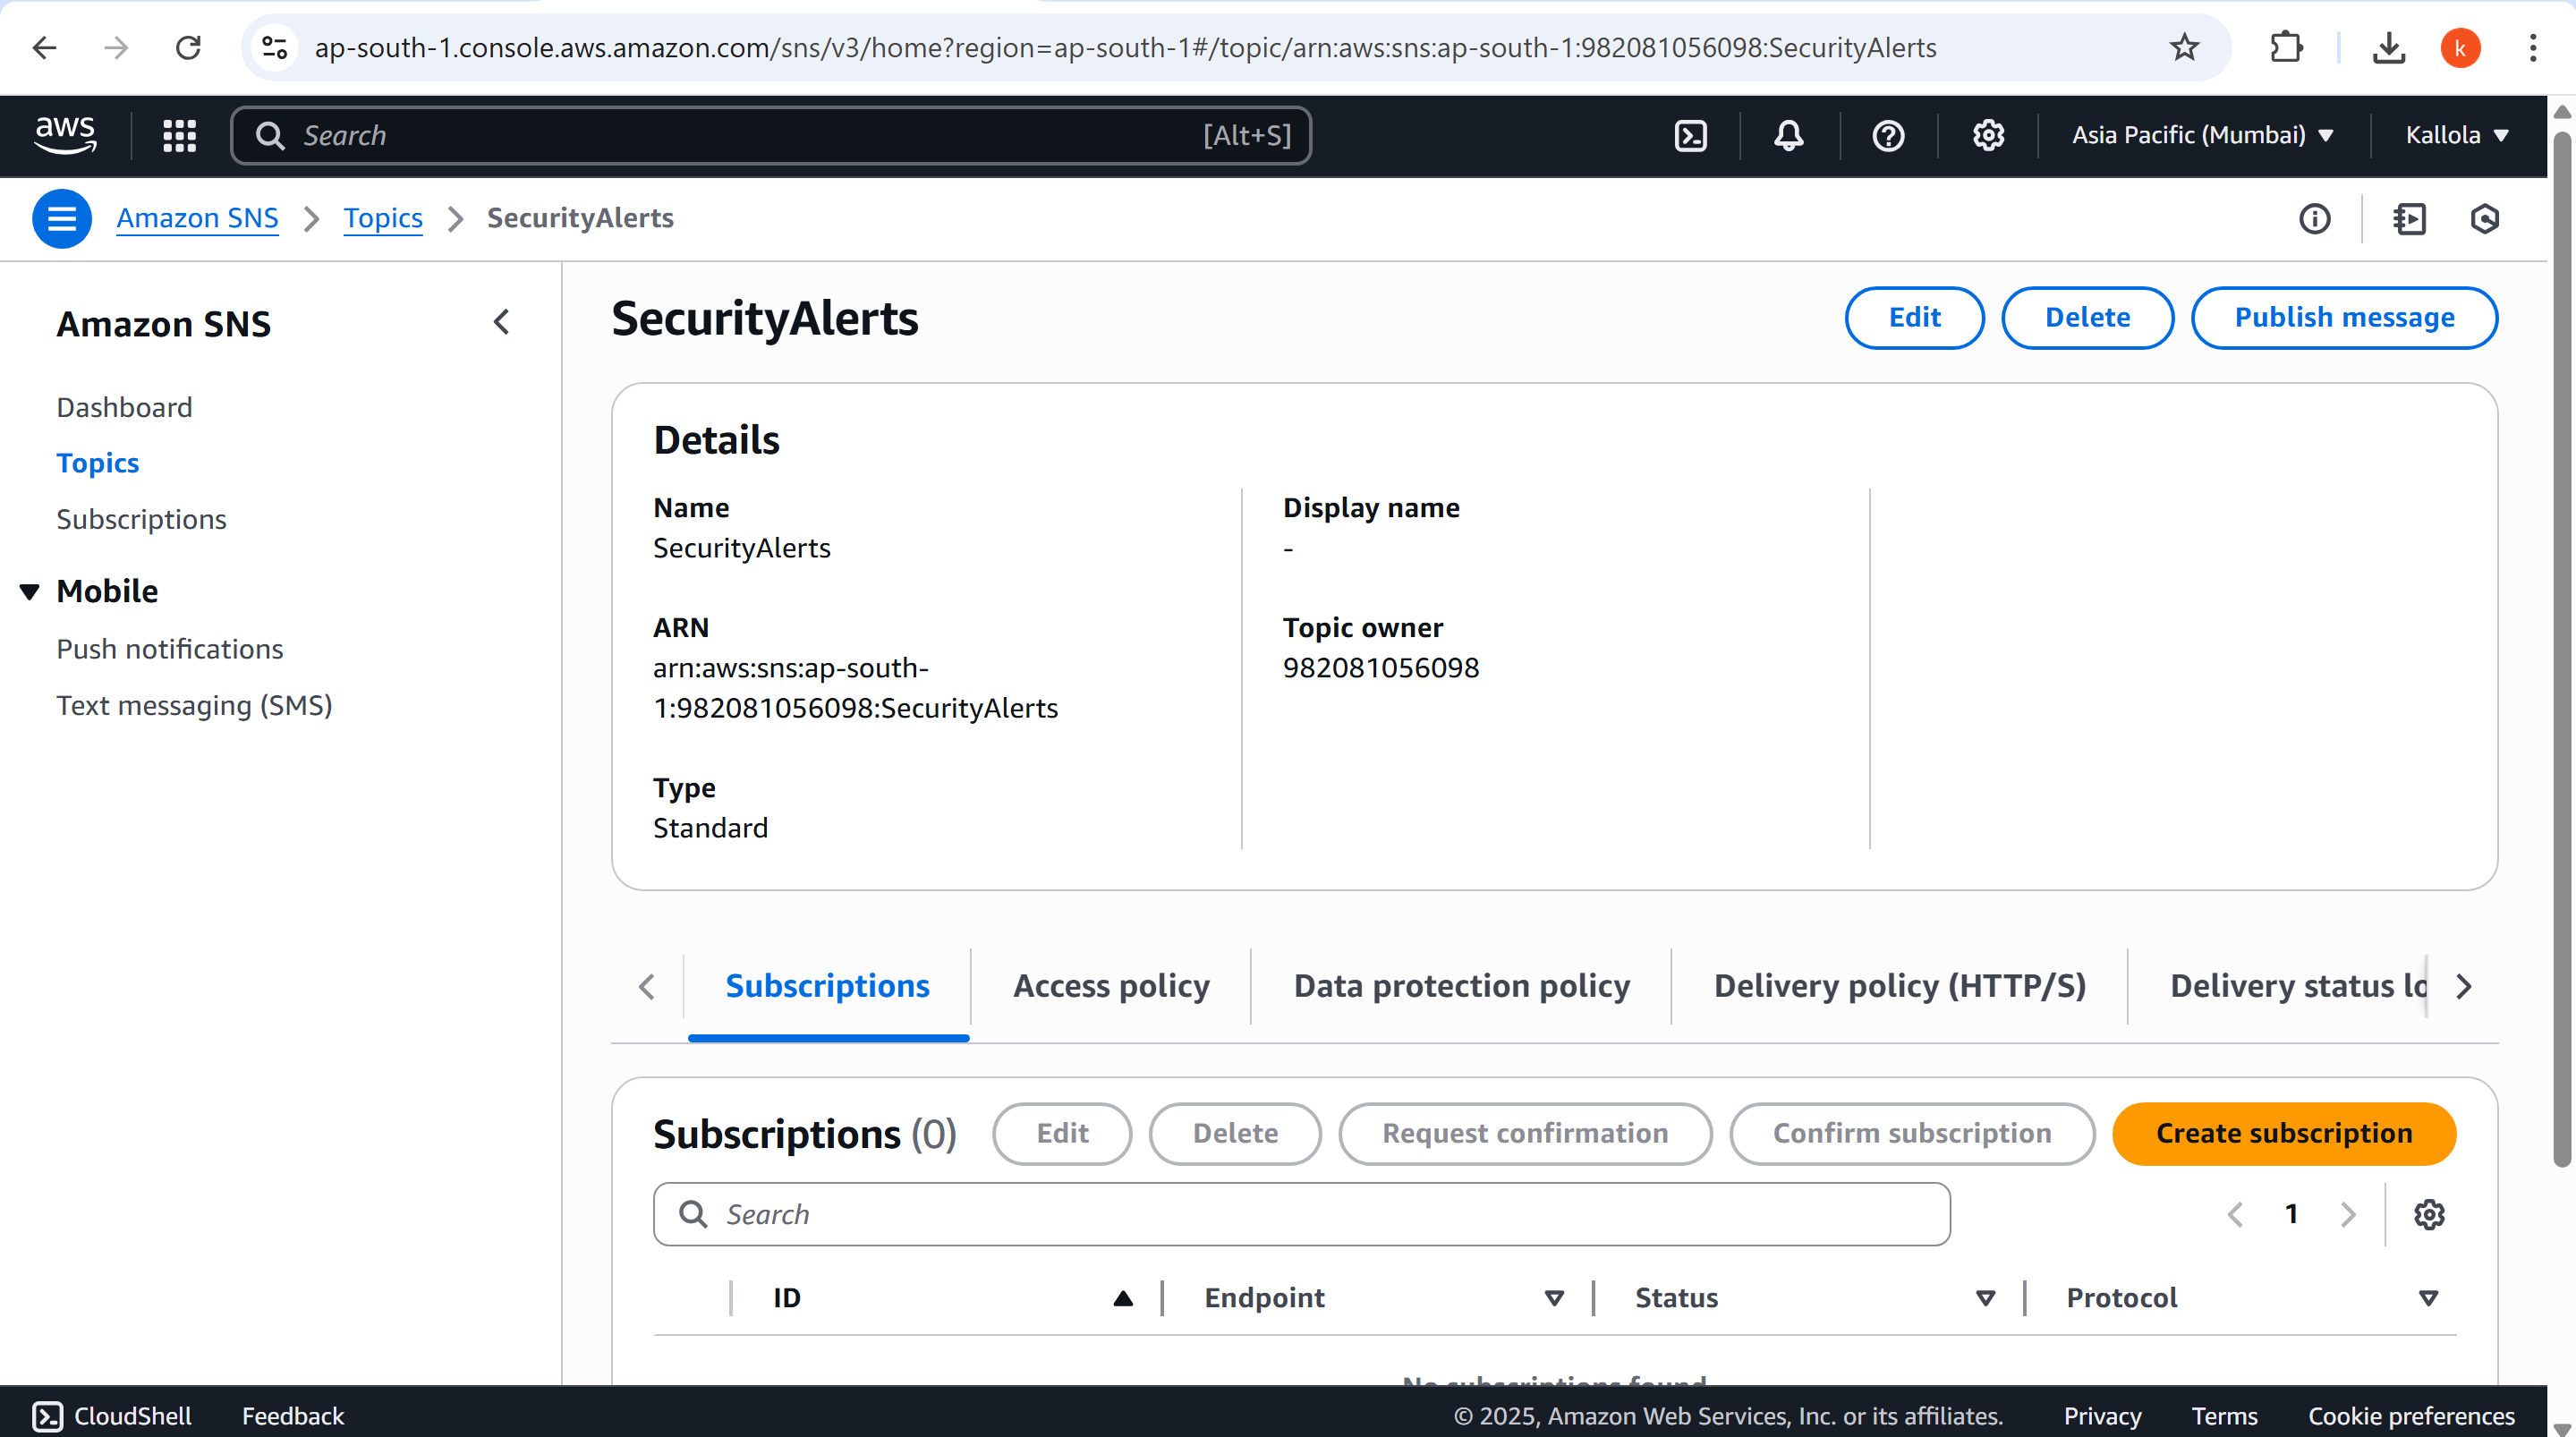 ap-south-1.console.aws.amazon.com/sns/v3/home?region=ap-south-1#/topic/arn:aws:sns:ap-south-1:982081056098:SecurityAlerts
k
aws
Search [Alt+S]
Asia Pacific (Mumbai)
Kallola
Amazon SNS
Topics
SecurityAlerts
Amazon SNS
Dashboard
Topics
Subscriptions
Mobile
Push notifications
Text messaging (SMS)
SecurityAlerts
Edit
Delete
Publish message
Details
Name
SecurityAlerts
ARN
arn:aws:sns:ap-south-
1:982081056098:SecurityAlerts
Type
Standard
Display name
-
Topic owner
982081056098
Subscriptions
Access policy
Data protection policy
Delivery policy (HTTP/S)
Delivery status lo
Subscriptions (0)
Edit
Delete
Request confirmation
Confirm subscription
Create subscription
Search
1
ID
Endpoint
Status
Protocol
No subscriptions found
CloudShell
Feedback
© 2025, Amazon Web Services, Inc. or its affiliates.
Privacy
Terms
Cookie preferences